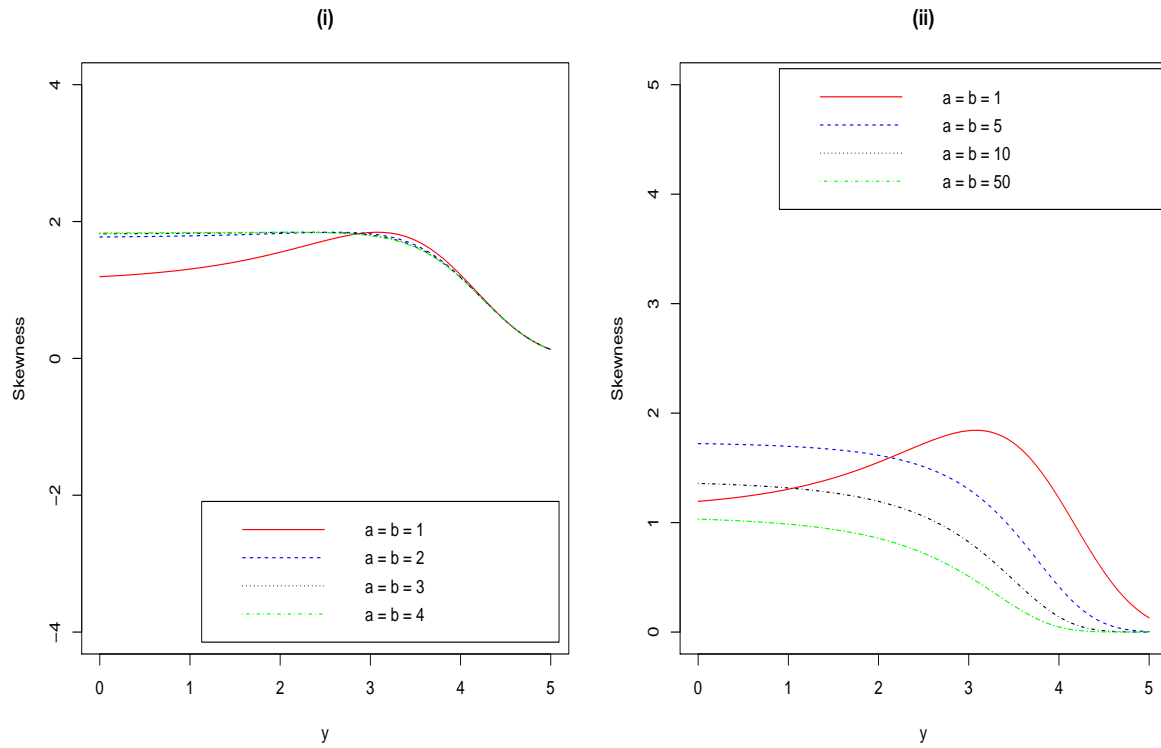 (i)
Skewness
4
2
0
−2
−4
a = b = 1
a = b = 2
a = b = 3
a = b = 4
0 1 2 3 4 5
y
(ii)
Skewness
5
4
3
2
1
0
a = b = 1
a = b = 5
a = b = 10
a = b = 50
0 1 2 3 4 5
y